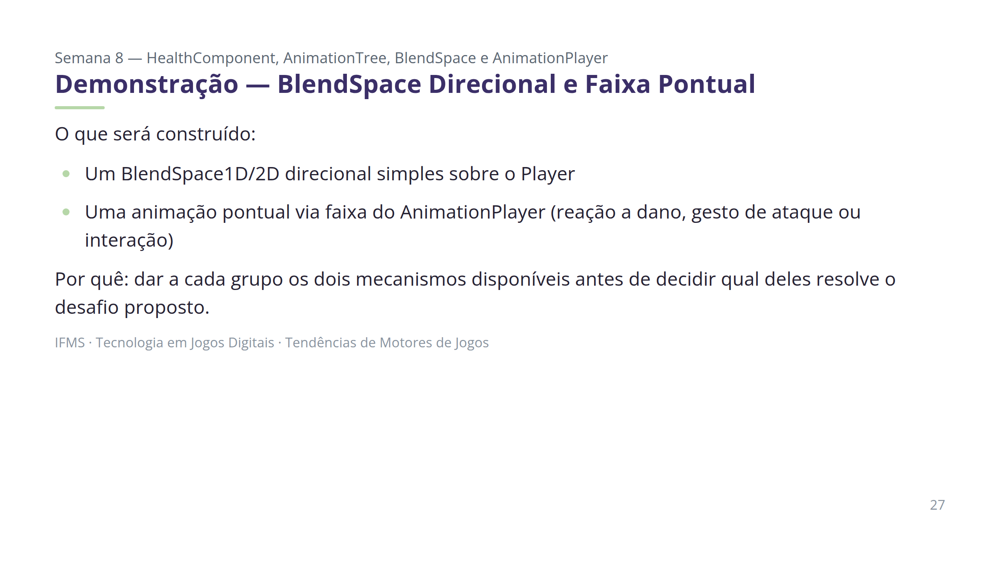 Semana 8 — HealthComponent, AnimationTree, BlendSpace e AnimationPlayer
Demonstração — BlendSpace Direcional e Faixa Pontual
O que será construído:
Um BlendSpace1D/2D direcional simples sobre o Player
Uma animação pontual via faixa do AnimationPlayer (reação a dano, gesto de ataque ou
interação)
Por quê: dar a cada grupo os dois mecanismos disponíveis antes de decidir qual deles resolve o
desafio proposto.
IFMS · Tecnologia em Jogos Digitais · Tendências de Motores de Jogos
27